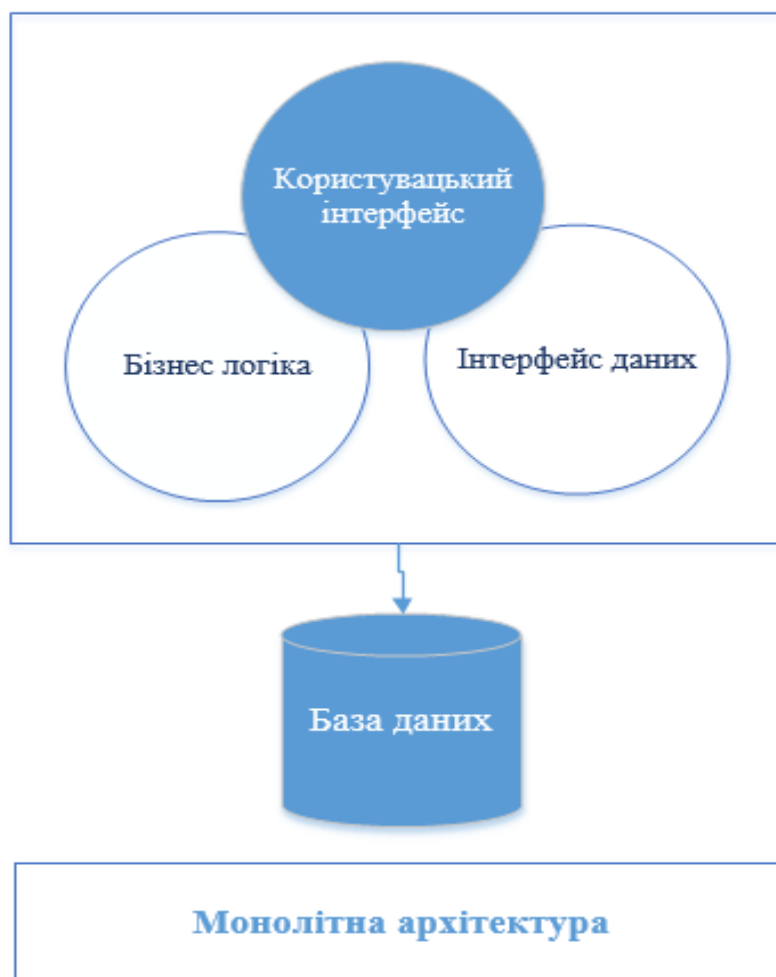 Користувацький
інтерфейс
Бізнес логіка
Інтерфейс даних
База даних
Монолітна архітектура